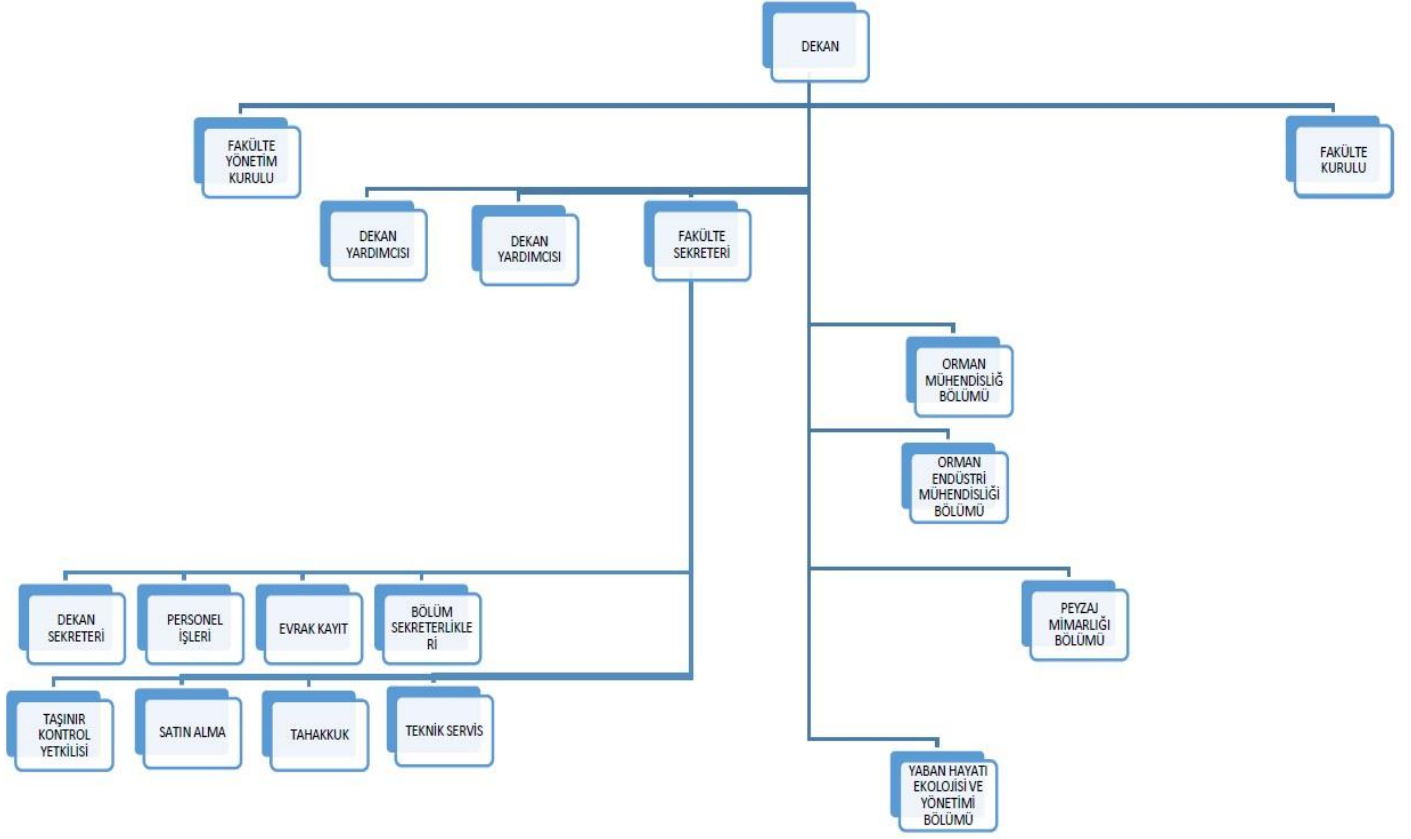 DEKAN
FAKÜLTE
YÖNETİM
KURULU
FAKÜLTE
KURULU
DEKAN
YARDIMCISI
DEKAN
YARDIMCISI
FAKÜLTE
SEKRETERİ
ORMAN
MÜHENDİSLİĞ
BÖLÜMÜ
ORMAN
ENDÜSTRİ
MÜHENDİSLİĞİ
BÖLÜMÜ
DEKAN
SEKRETERİ
PERSONEL
İŞLERİ
EVRAK KAYIT
BÖLÜM
SEKRETERLİKLE
Rİ
PEYZAJ
MİMARLIĞI
BÖLÜMÜ
TAŞINIR
KONTROL
YETKİLİSİ
SATIN ALMA
TAHAKKUK
TEKNİK SERVİS
YABAN HAYATI
EKOLOJİSİ VE
YÖNETİMİ
BÖLÜMÜ